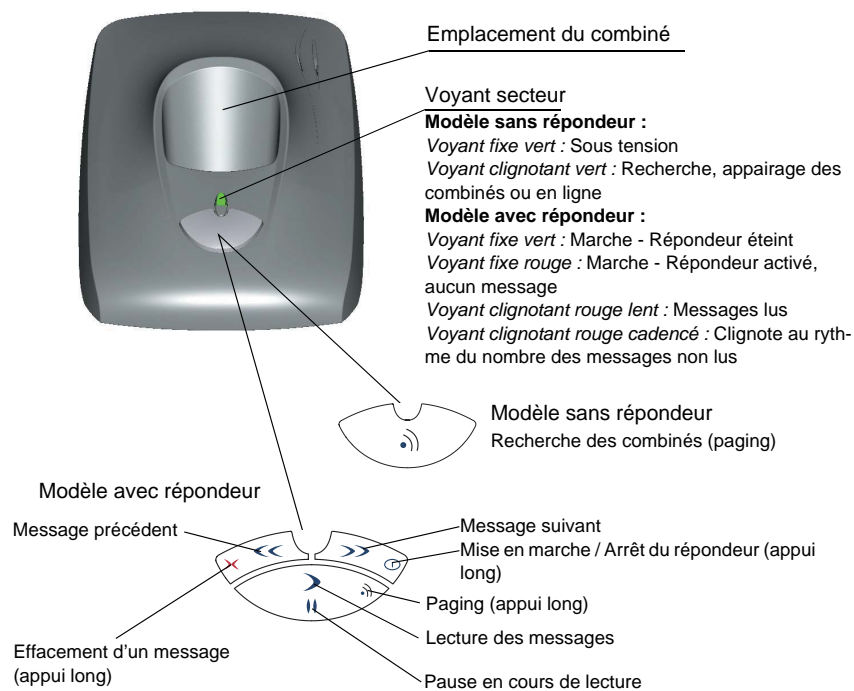 Emplacement du combiné
Voyant secteur
Modèle sans répondeur :
Voyant fixe vert : Sous tension
Voyant clignotant vert : Recherche, appairage des
combinés ou en ligne
Modèle avec répondeur :
Voyant fixe vert : Marche - Répondeur éteint
Voyant fixe rouge : Marche - Répondeur activé,
aucun message
Voyant clignotant rouge lent : Messages lus
Voyant clignotant rouge cadencé : Clignote au ryth-
me du nombre des messages non lus
Modèle sans répondeur
Recherche des combinés (paging)
Modèle avec répondeur
Message précédent
Message suivant
Mise en marche / Arrêt du répondeur (appui
long)
Paging (appui long)
Lecture des messages
Effacement d'un message
(appui long)
Pause en cours de lecture